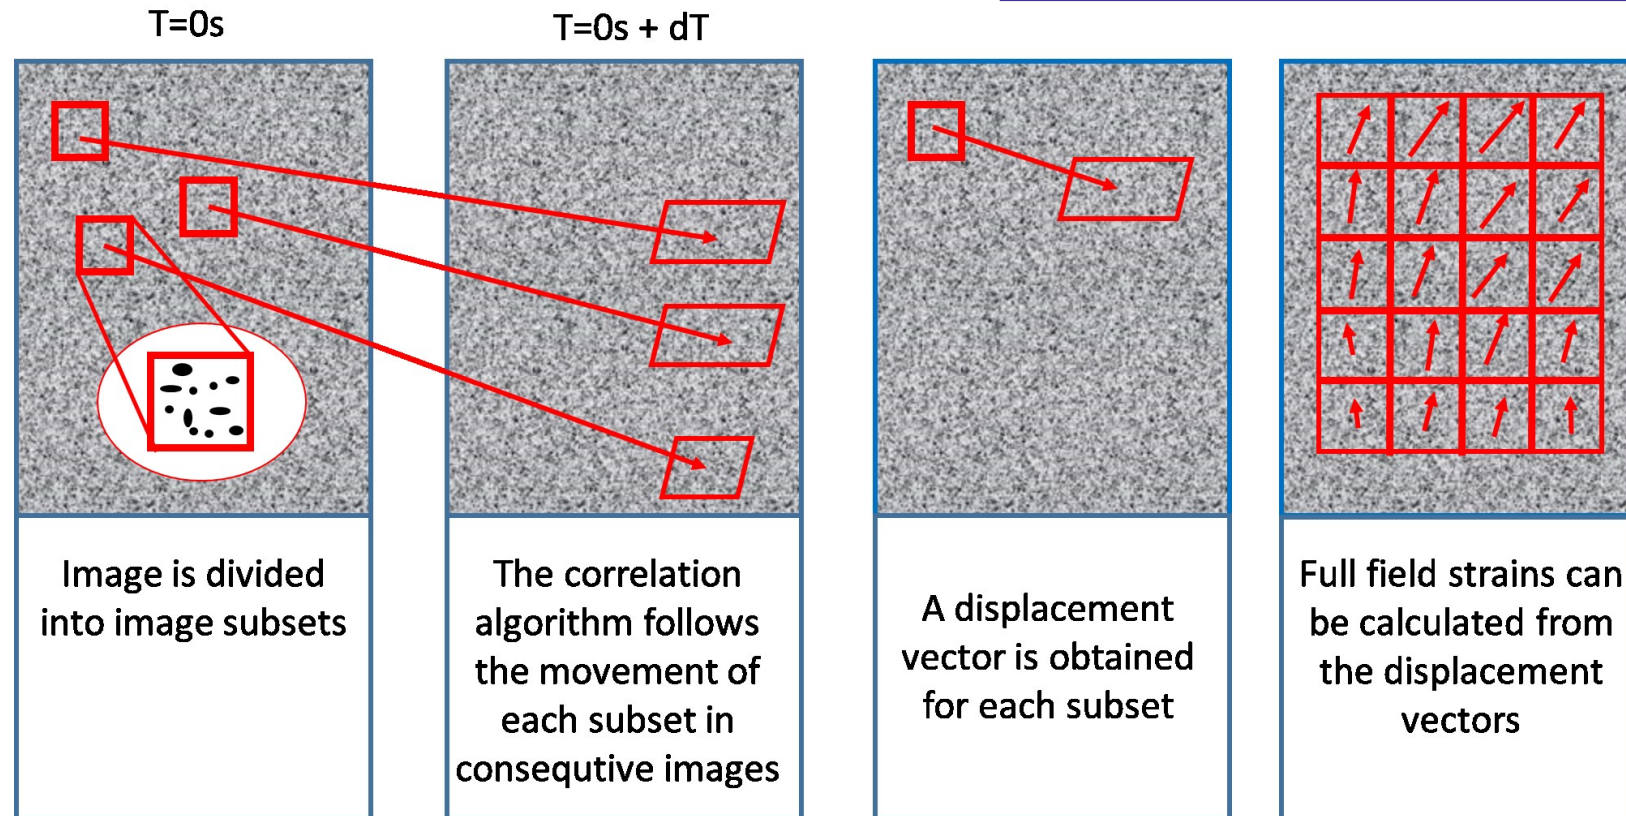 T=0s
T=0s + dT
Image is divided
into image subsets
The correlation
algorithm follows
the movement of
each subset in
consequtive images
A displacement
vector is obtained
for each subset
Full field strains can
be calculated from
the displacement
vectors